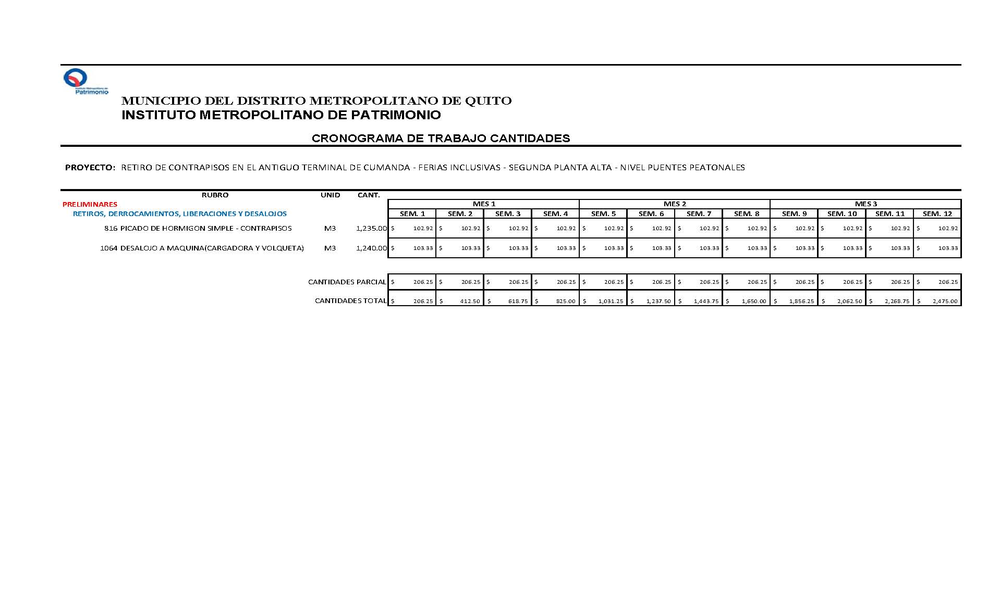 Instituto Metropolitano de
Patrimonio
MUNICIPIO DEL DISTRITO METROPOLITANO DE QUITO
INSTITUTO METROPOLITANO DE PATRIMONIO
CRONOGRAMA DE TRABAJO CANTIDADES
PROYECTO: RETIRO DE CONTRAPISOS EN EL ANTIGUO TERMINAL DE CUMANDA - FERIAS INCLUSIVAS - SEGUNDA PLANTA ALTA - NIVEL PUENTES PEATONALES
RUBRO UNID CANT.
PRELIMINARES MES 1 MES 2 MES 3
RETIROS, DERROCAMIENTOS, LIBERACIONES Y DESALOJOS SEM. 1 SEM. 2 SEM. 3 SEM. 4 SEM. 5 SEM. 6 SEM. 7 SEM. 8 SEM. 9 SEM. 10 SEM. 11 SEM. 12
816 PICADO DE HORMIGON SIMPLE - CONTRAPISOS M3 1,235.00 $ 102.92 $ 102.92 $ 102.92 $ 102.92 $ 102.92 $ 102.92 $ 102.92 $ 102.92 $ 102.92 $ 102.92 $ 102.92 $ 102.92
1064 DESALOJO A MAQUINA(CARGADORA Y VOLQUETA) M3 1,240.00 $ 103.33 $ 103.33 $ 103.33 $ 103.33 $ 103.33 $ 103.33 $ 103.33 $ 103.33 $ 103.33 $ 103.33 $ 103.33 $ 103.33
CANTIDADES PARCIAL $ 206.25 $ 206.25 $ 206.25 $ 206.25 $ 206.25 $ 206.25 $ 206.25 $ 206.25 $ 206.25 $ 206.25 $ 206.25 $ 206.25
CANTIDADES TOTAL $ 206.25 $ 412.50 $ 618.75 $ 825.00 $ 1,031.25 $ 1,237.50 $ 1,443.75 $ 1,650.00 $ 1,856.25 $ 2,062.50 $ 2,268.75 $ 2,475.00